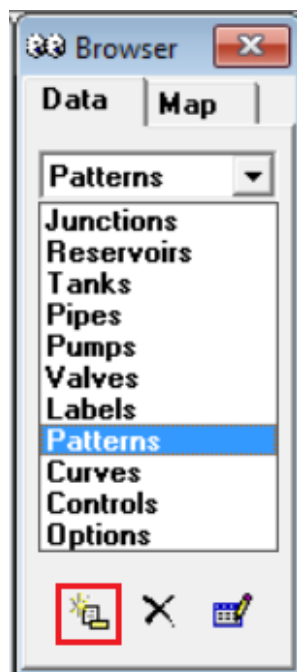 Browser
Data Map
Patterns
Junctions
Reservoirs
Tanks
Pipes
Pumps
Valves
Labels
Patterns
Curves
Controls
Options